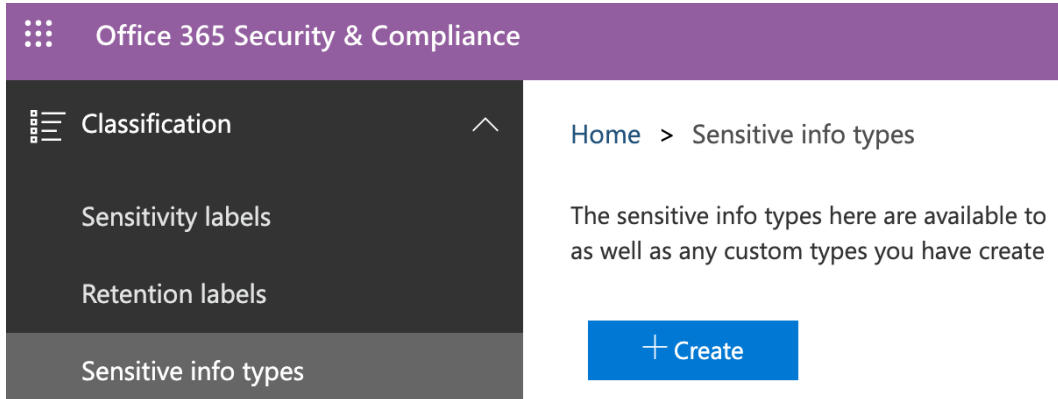 Office 365 Security & Compliance
Classification
Sensitivity labels
Retention labels
Sensitive info types
Home > Sensitive info types
The sensitive info types here are available to
as well as any custom types you have create
+ Create